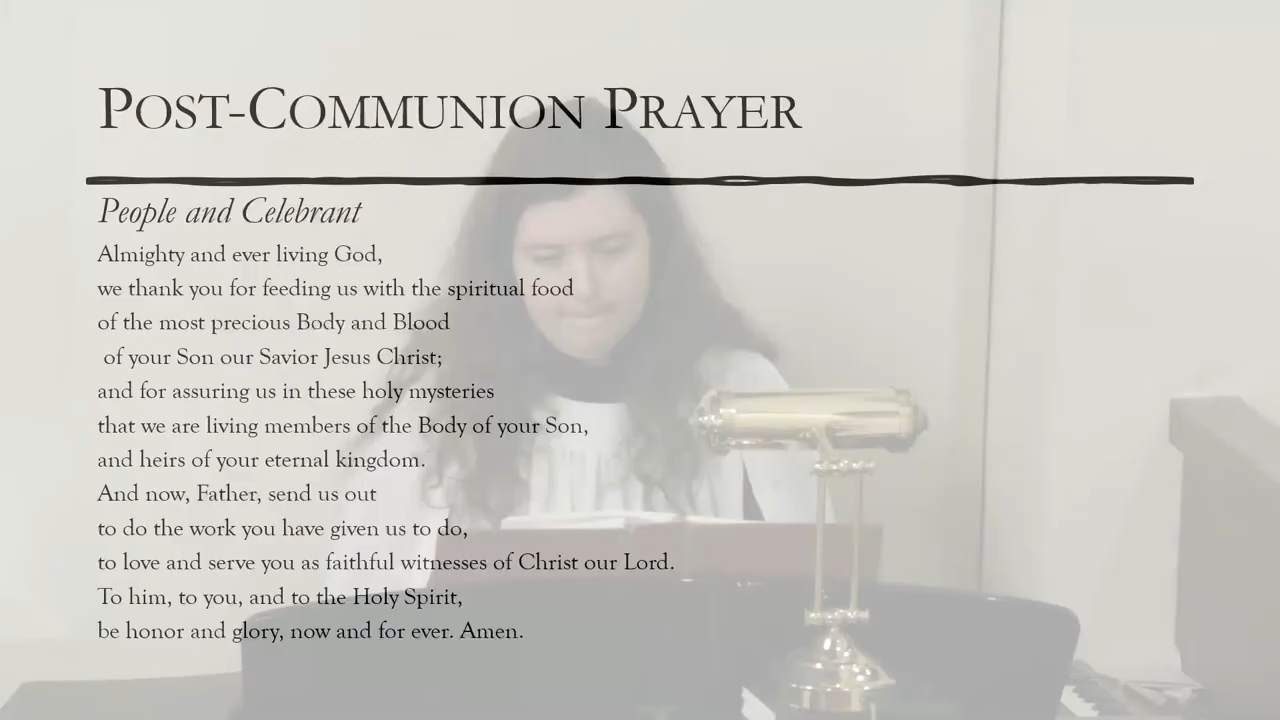 POST-COMMUNION PRAYER
People and Celebrant
Almighty and ever living God,
we thank you for feeding us with the spiritual food
of the most precious Body and Blood
of your Son our Savior Jesus Christ;
and for assuring us in these holy mysteries
that we are living members of the Body of your Son,
and heirs of your eternal kingdom.
And now, Father, send us out
to do the work you have given us to do,
to love and serve you as faithful witnesses of Christ our Lord.
To him, to you, and to the Holy Spirit,
be honor and glory, now and for ever. Amen.